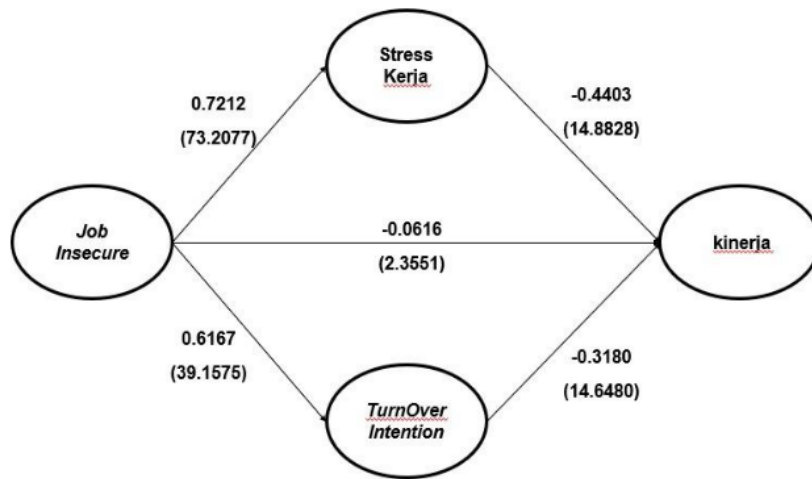 Stress
Kerja
0.7212
(73.2077)
-0.4403
(14.8828)
Job
Insecure
-0.0616
(2.3551)
kinerja
0.6167
(39.1575)
-0.3180
(14.6480)
TurnOver
Intention